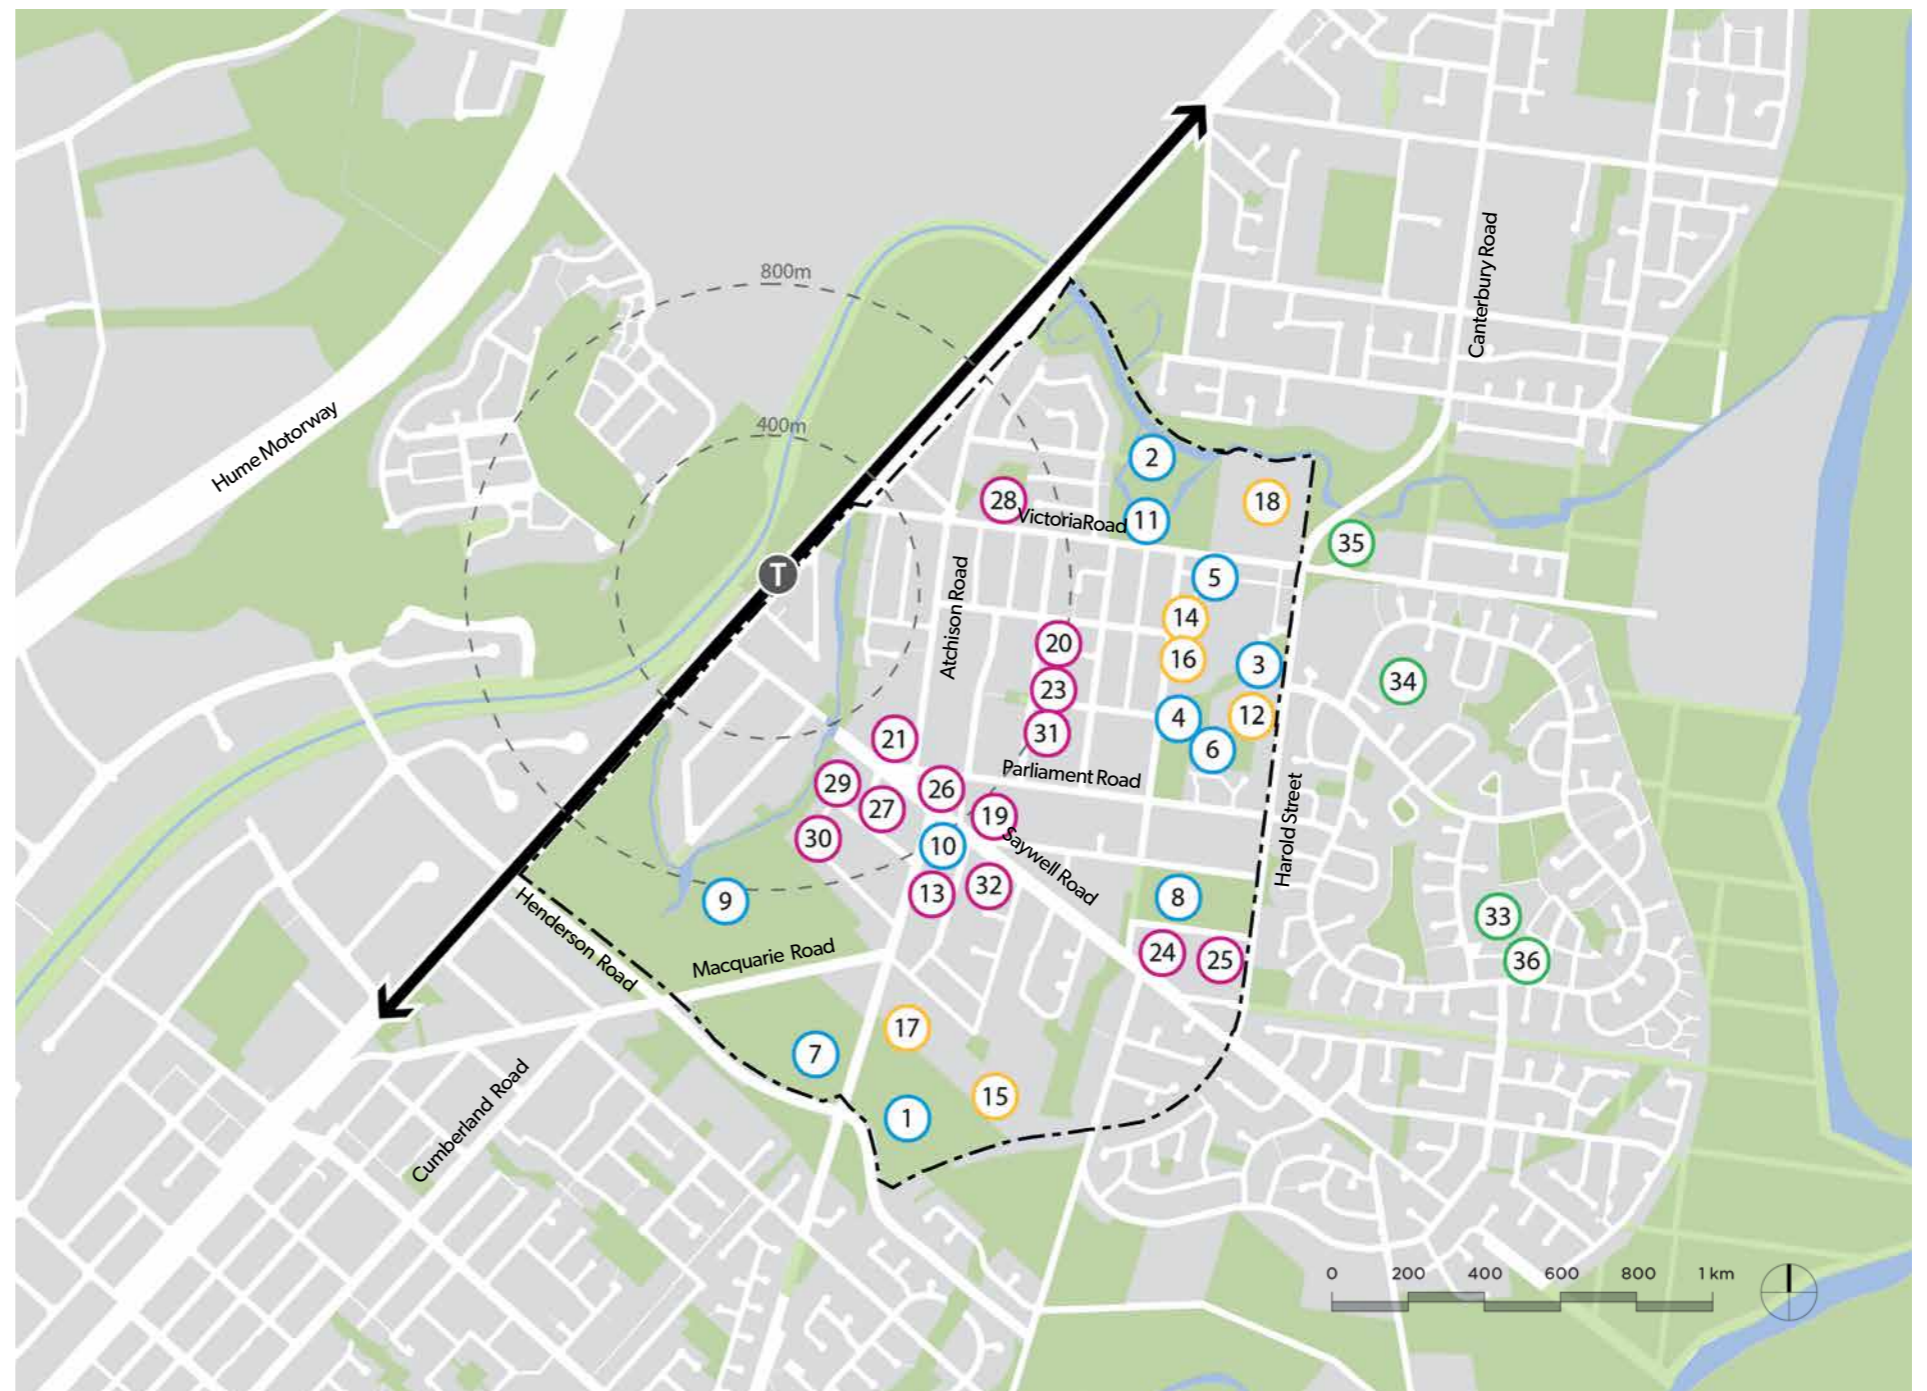 800m
Canterbury Road
Hume Motorway
400m
2
28
18
VictoriaRoad
11
35
T
5
14
Atchison Road
20
16
3
34
23
4
12
31
21
6
Parliament Road
29
26
27
19
Harold Street
30
10
Saywell Road
13
32
8
9
33
Henderson Road
Macquarie Road
24
25
36
17
7
15
1
Cumberland Road
0 200 400 600 800 1 km